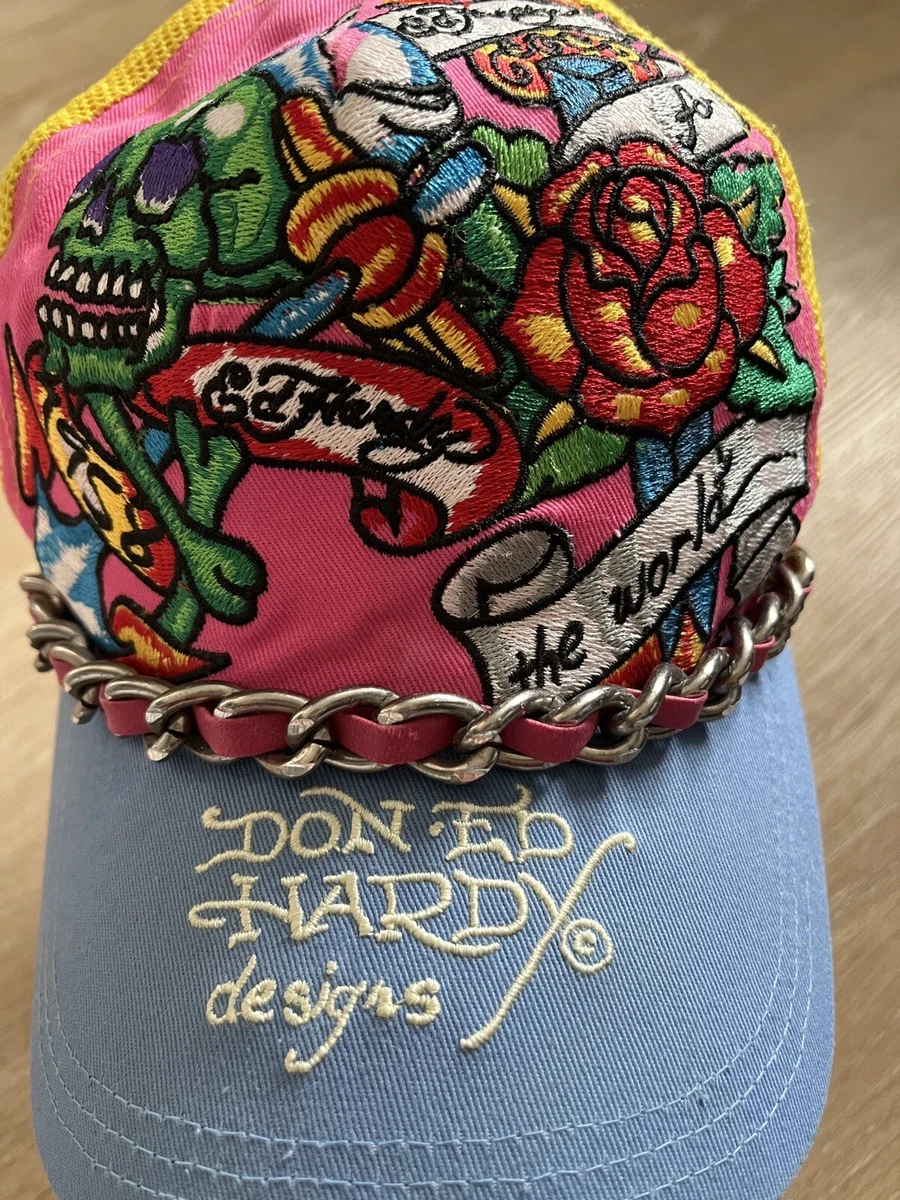 Ed Hardy
the world's
DON·ED
HARDY©
designs